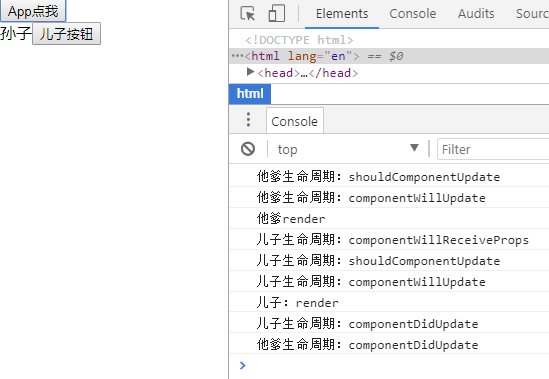 App点我
孙子 儿子按钮
Elements Console Sources
<!DOCTYPE html>
···<html lang="en"> == $0
▶<head>…</head>
html
Console
top ▼ Filter
他爹生命周期：shouldComponentUpdate
他爹生命周期：componentWillUpdate
他爹render
儿子生命周期：componentWillReceiveProps
儿子生命周期：shouldComponentUpdate
儿子生命周期：componentWillUpdate
儿子：render
儿子生命周期：componentDidUpdate
他爹生命周期：componentDidUpdate